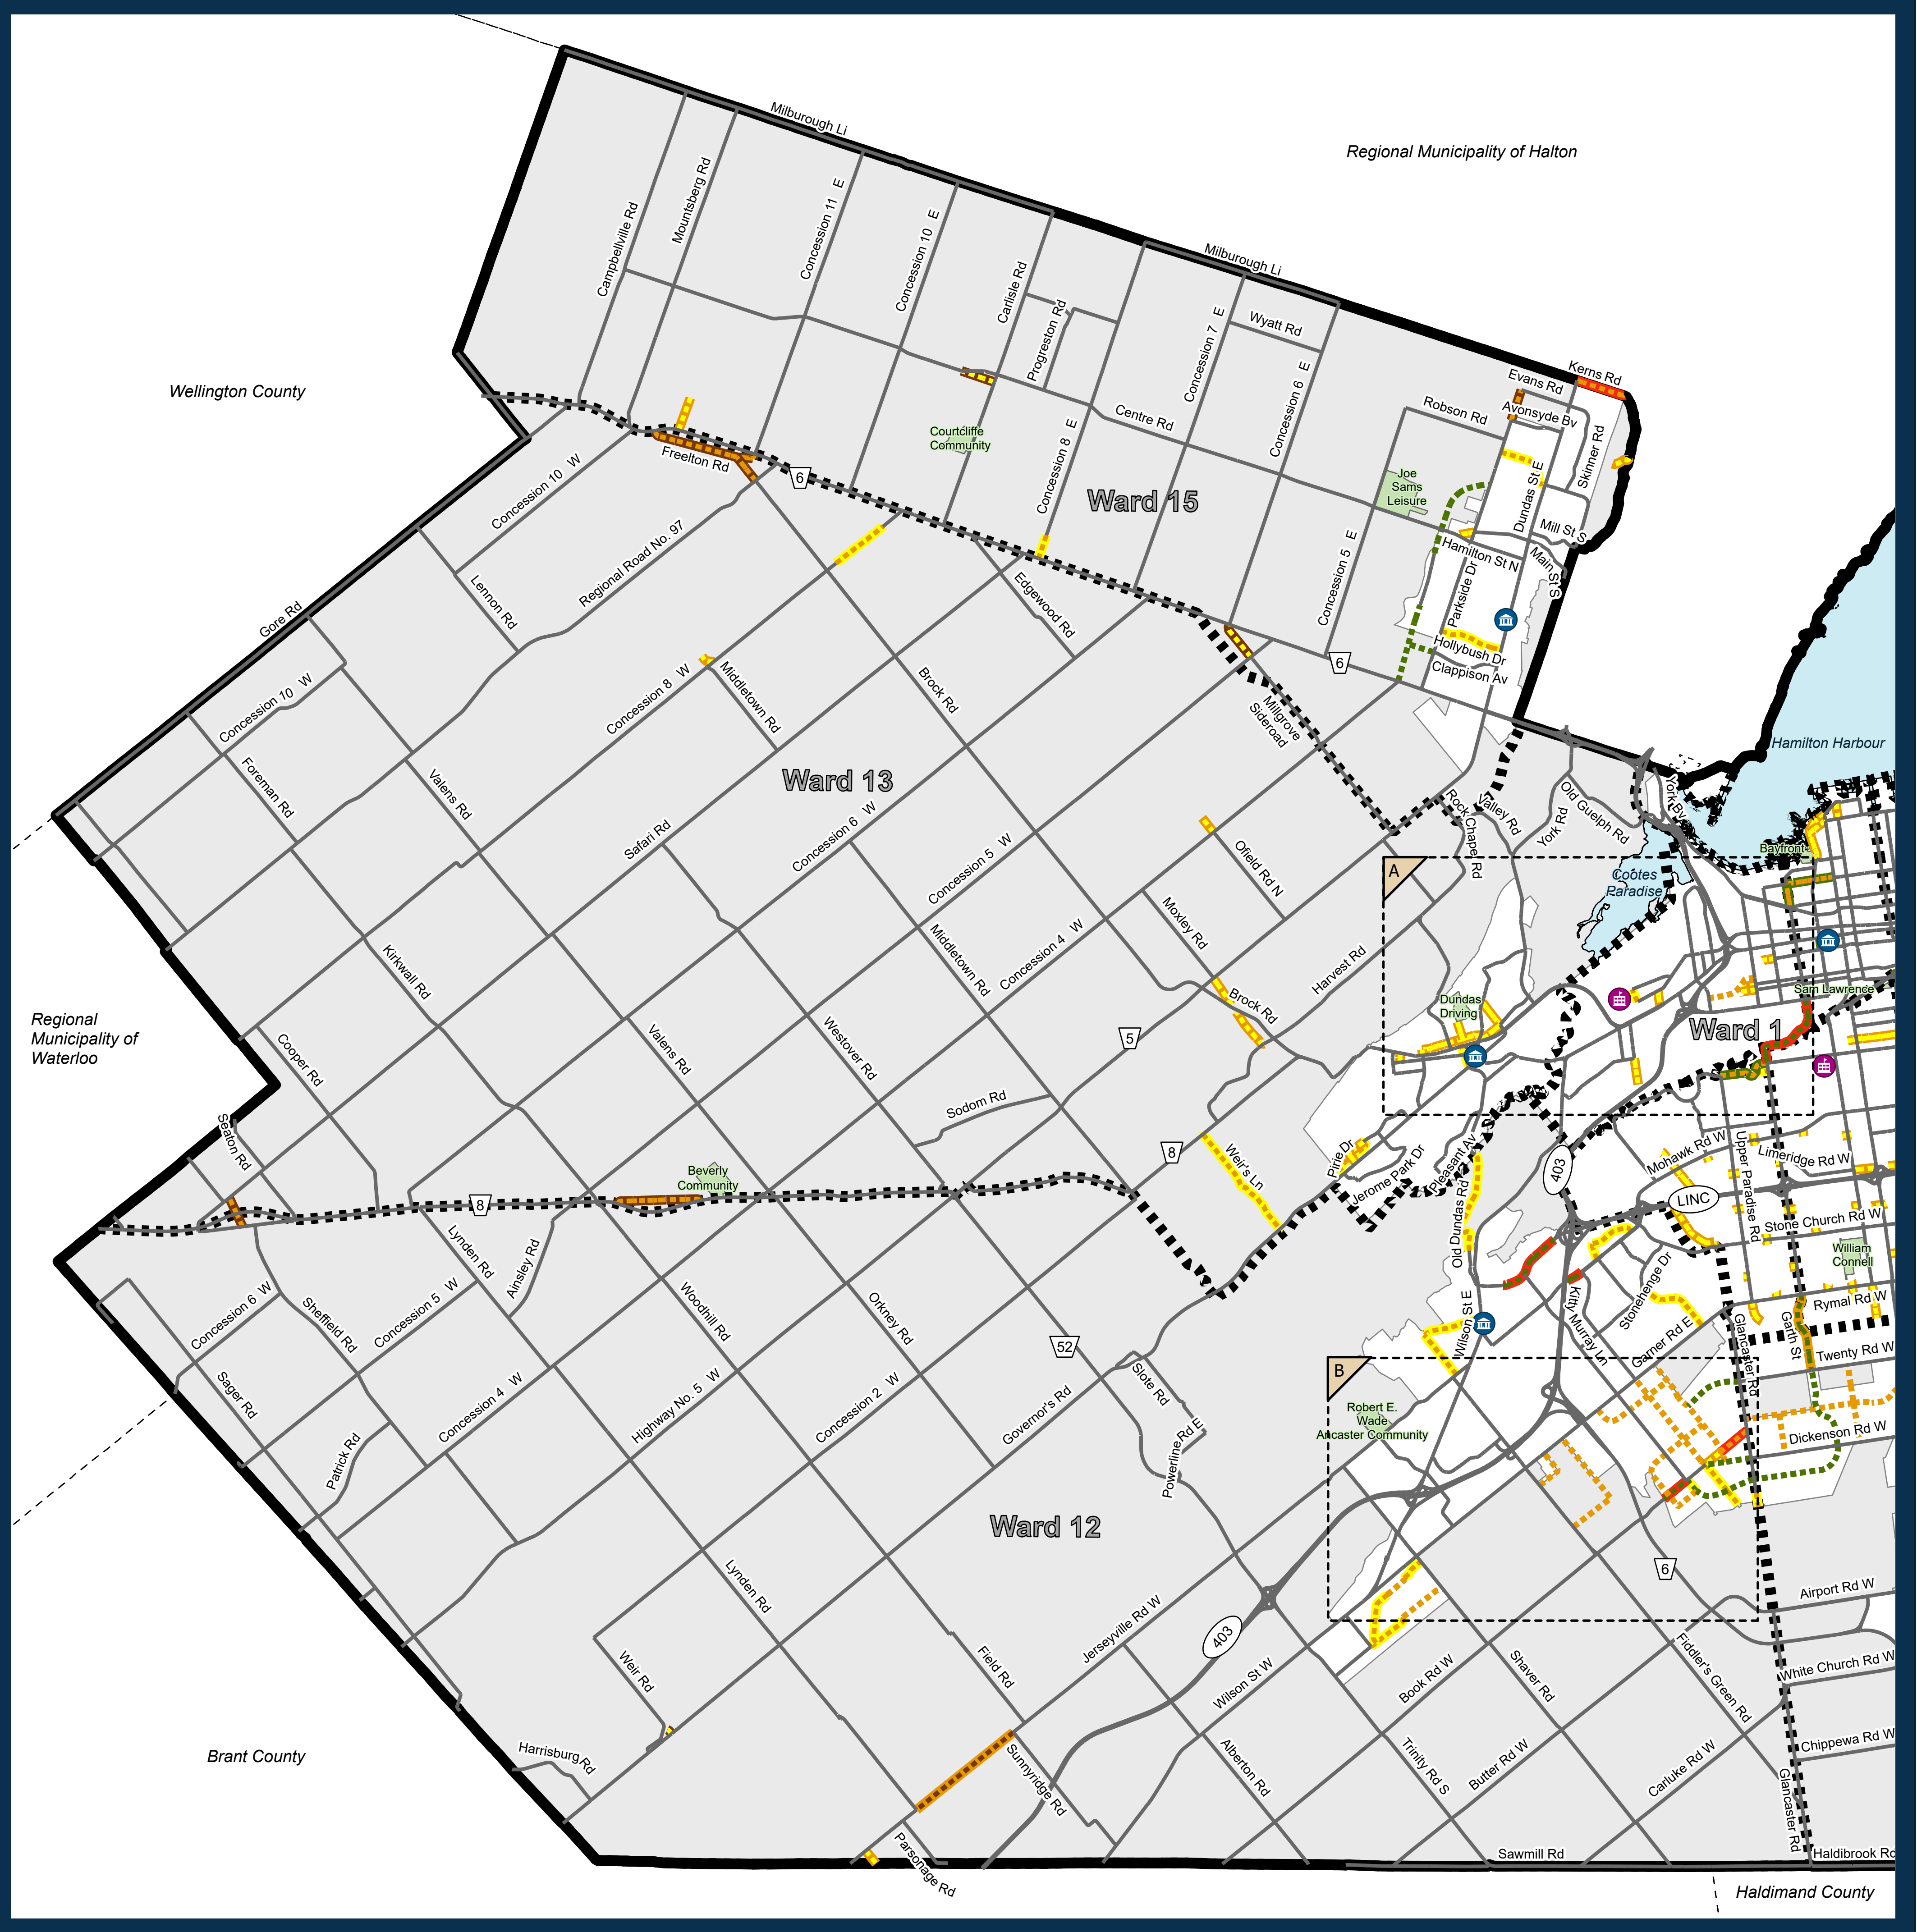 Milburough Li
Regional Municipality of Halton
Mountsberg Rd
Concession 11 E
Campbellville Rd
Concession 10 E
Milburough Li
Carlisle Rd
Progreston Rd
Concession 7 E
Wyatt Rd
Concession 6 E
Kerns Rd
Evans Rd
Wellington County
Centre Rd
Robson Rd
Avonsyde Bv
Courtcliffe
Community
Concession 8 E
Skinner Rd
Freelton Rd
6
Concession 10 W
Ward 15
Joe
Sams
Leisure
Dundas St E
Mill St S
Hamilton St N
Main St S
Regional Road No. 97
Lennon Rd
Edgewood Rd
Concession 5 E
Parkside Dr
Gore Rd
Hollybush Dr
6
Clappison Av
Concession 8 W
Middletown Rd
Brock Rd
Concession 10 W
Millgrove
Sideroad
Hamilton Harbour
Foreman Rd
Valens Rd
Ward 13
York Bv
Old Guelph Rd
Valley Rd
York Rd
Rock Chapel Rd
Safari Rd
Concession 6 W
Concession 5 W
Ofield Rd N
A
Bayfront
Cootes
Paradise
Moxley Rd
Kirkwall Rd
Middletown Rd
Concession 4 W
Harvest Rd
Brock Rd
Dundas
Driving
Sam Lawrence
Ward 1
Regional
Municipality of
Waterloo
Cooper Rd
Valens Rd
Westover Rd
5
Sodom Rd
Seaton Rd
8
Weir's Ln
Pirie Dr
Jerome Park Dr
Pleasant Av
403
Mohawk Rd W
Upper Paradise Rd
Limeridge Rd W
Beverly
Community
8
LINC
Old Dundas Rd
Stone Church Rd W
Lynden Rd
Ainsley Rd
William
Connell
Stonehenge Dr
Concession 6 W
Sheffield Rd
Concession 5 W
Woodhill Rd
Orkney Rd
52
Wilson St E
Kitty Murray Ln
Garner Rd E
Glancaster Rd
Garth St
Rymal Rd W
Twenty Rd W
Sager Rd
Slote Rd
B
Robert E.
Wade
Ancaster Community
Concession 4 W
Highway No. 5 W
Concession 2 W
Governor's Rd
Powerline Rd E
Dickenson Rd W
Patrick Rd
Ward 12
Lynden Rd
6
Airport Rd W
Jerseyville Rd W
403
Weir Rd
Field Rd
Wilson St W
Book Rd W
Shaver Rd
Fiddler's Green Rd
White Church Rd W
Brant County
Harrisburg Rd
Sunnyridge Rd
Alberton Rd
Trinity Rd S
Butter Rd W
Carluke Rd W
Chippewa Rd W
Glancaster Rd
Parsonage Rd
Sawmill Rd
Haldibrook Rd
Haldimand County